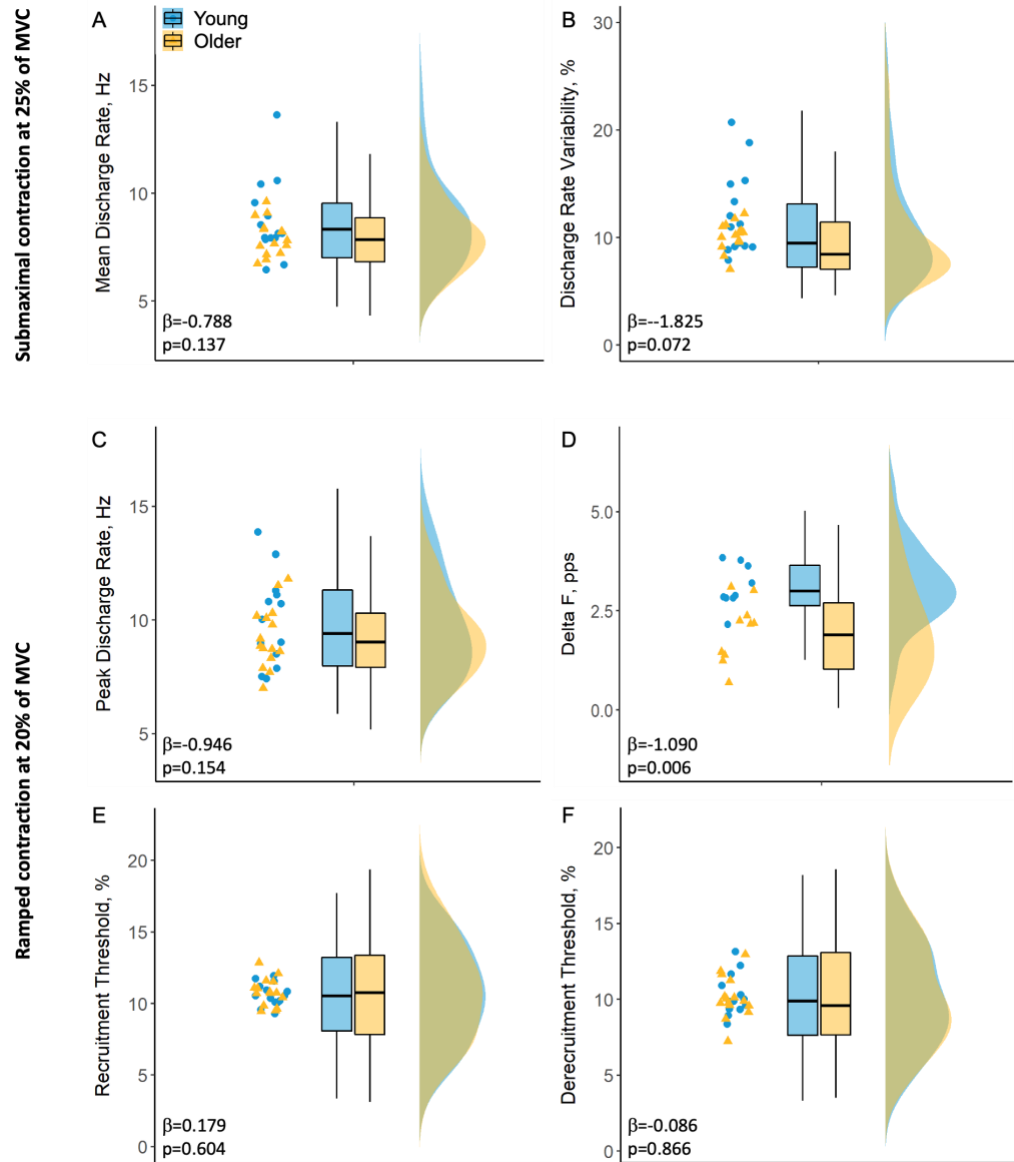 Submaximal contraction at 25% of MVC
A
Young
Older
Mean Discharge Rate, Hz
15
10
5
β=-0.788
p=0.137
B
Discharge Rate Variability, %
30
20
10
0
β=--1.825
p=0.072
Ramped contraction at 20% of MVC
C
Peak Discharge Rate, Hz
15
10
5
β=-0.946
p=0.154
D
Delta F, pps
5.0
2.5
0.0
β=-1.090
p=0.006
E
Recruitment Threshold, %
20
15
10
5
0
β=0.179
p=0.604
F
Derecruitment Threshold, %
20
15
10
5
0
β=-0.086
p=0.866